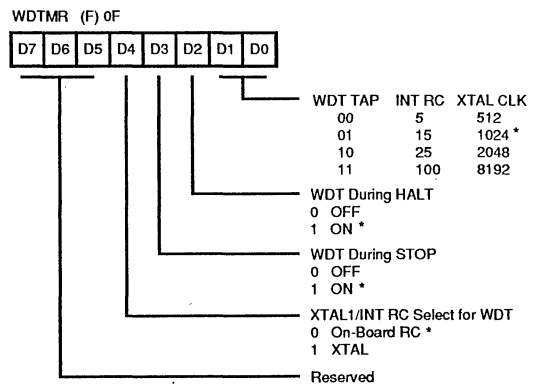 WDTMR (F) 0F
D7 D6 D5 D4 D3 D2 D1 D0
WDT TAP INT RC XTAL CLK
00 5 512
01 15 1024 *
10 25 2048
11 100 8192
WDT During HALT
0 OFF
1 ON *
WDT During STOP
0 OFF
1 ON *
XTAL1/INT RC Select for WDT
0 On-Board RC *
1 XTAL
Reserved